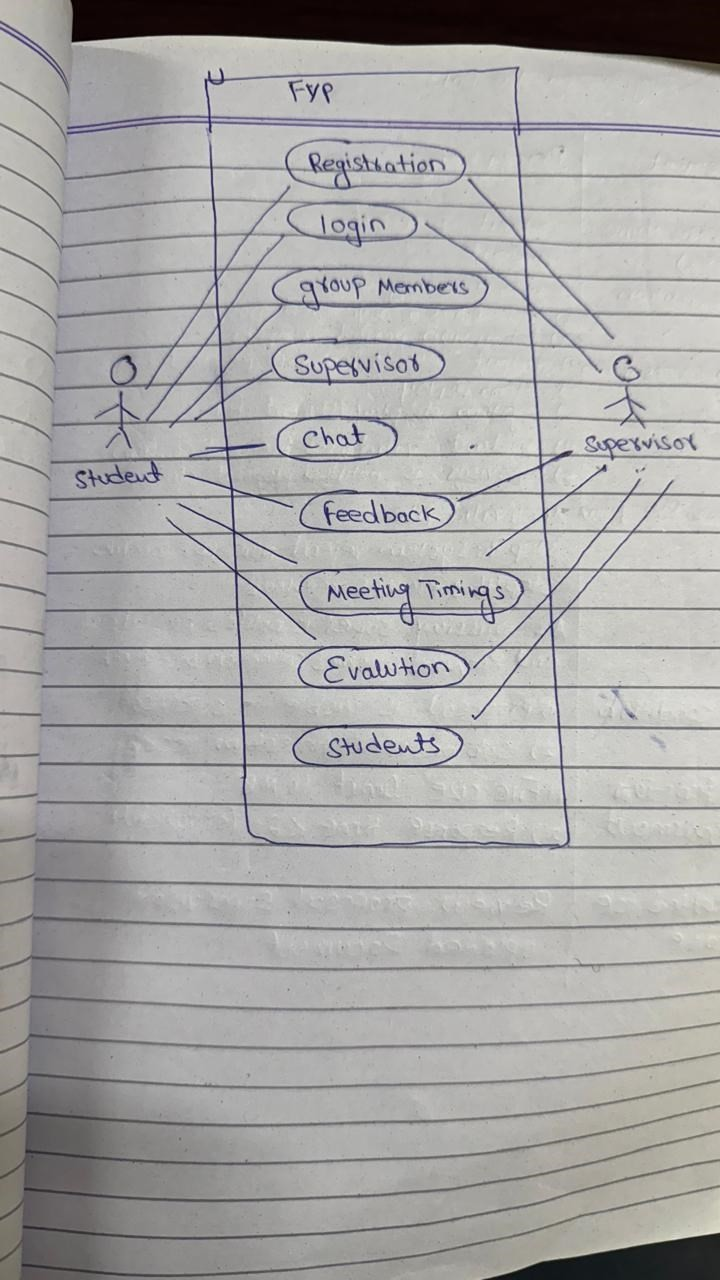 FYP
Registration
login
group Members
Supervisor
Chat
Supervisor
Student
Feedback
Meeting Timings
Evalution
Students